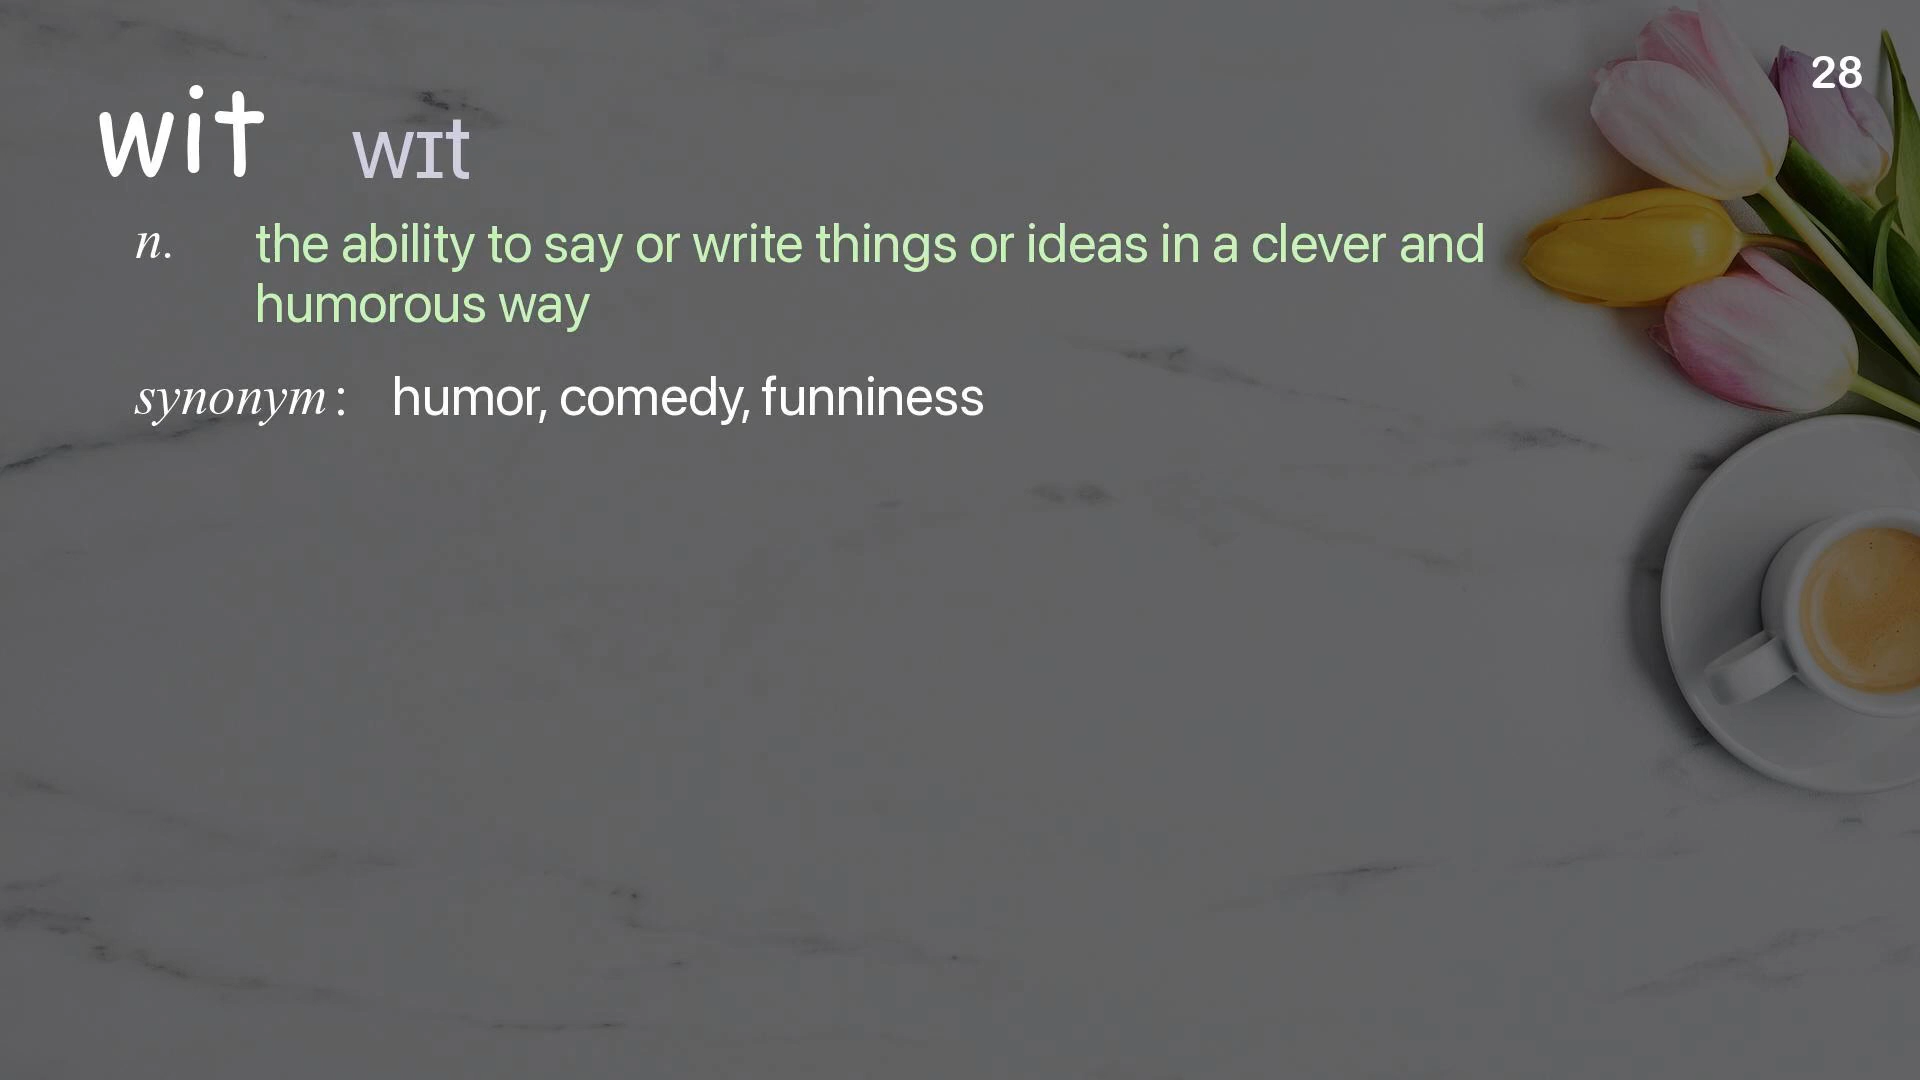 28
wit wɪt
n. the ability to say or write things or ideas in a clever and
humorous way
synonym : humor, comedy, funniness